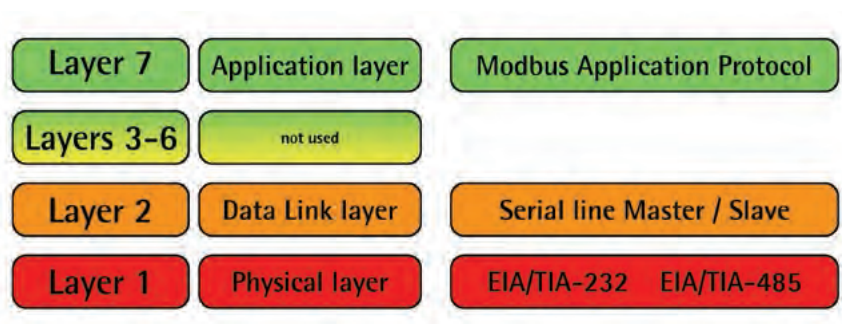 Layer 7 Application layer Modbus Application Protocol
Layers 3-6 not used
Layer 2 Data Link layer Serial line Master / Slave
Layer 1 Physical layer EIA/TIA-232 EIA/TIA-485